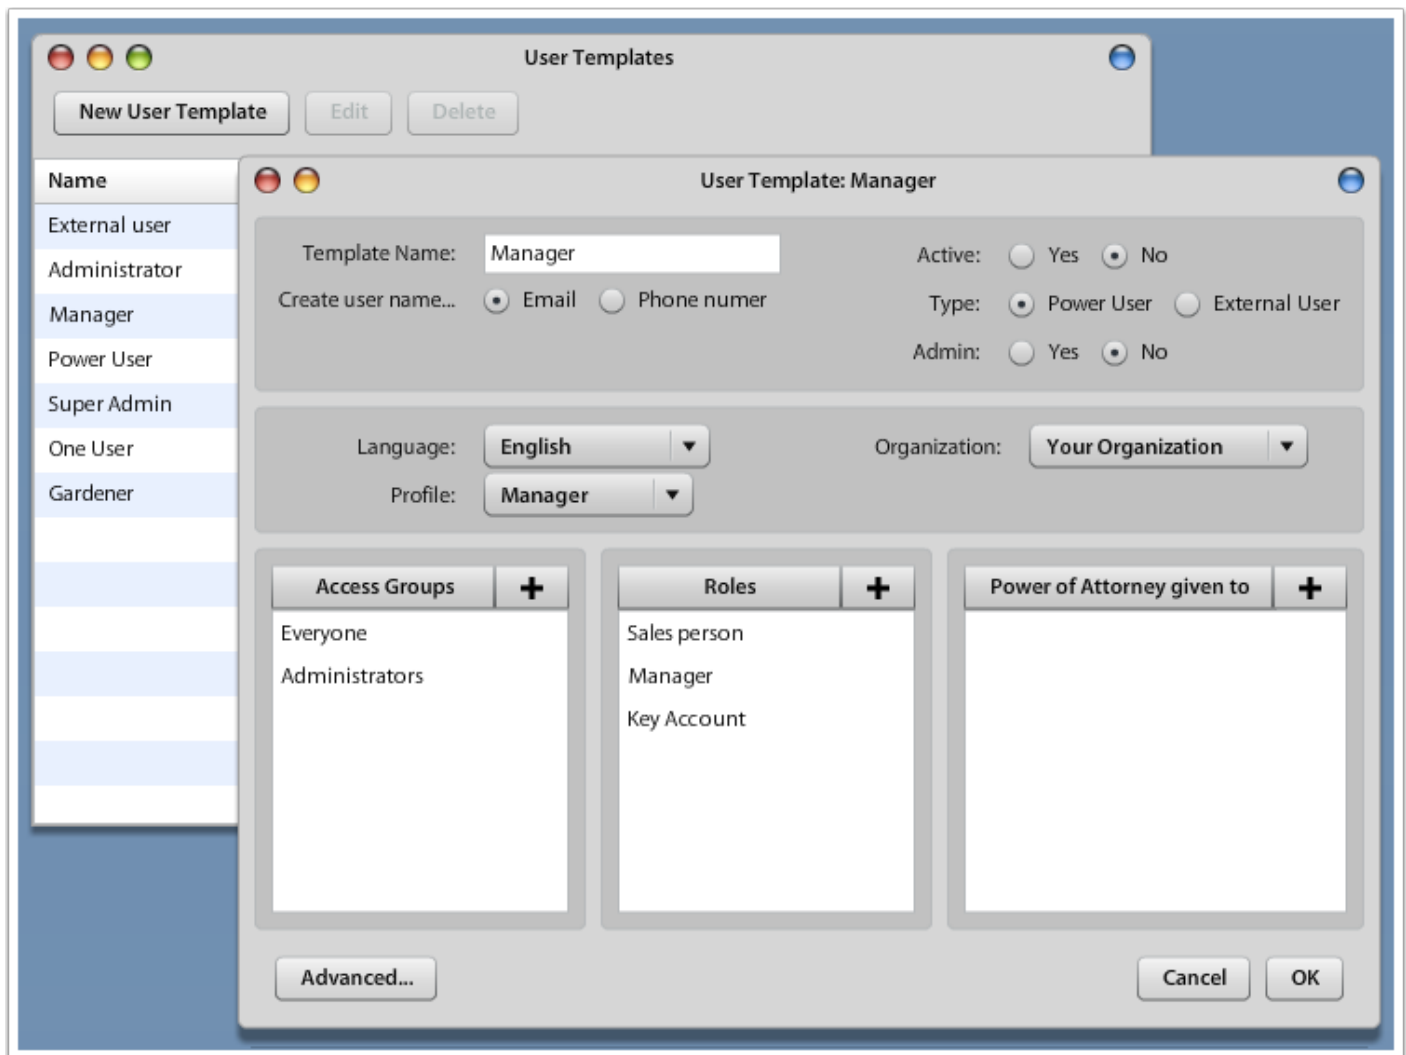 User Templates
New User Template Edit Delete
Name
External user
Administrator
Manager
Power User
Super Admin
One User
Gardener
User Template: Manager
Template Name: Manager
Create user name... Email Phone numer
Active: Yes No
Type: Power User External User
Admin: Yes No
Language: English
Organization: Your Organization
Profile: Manager
Access Groups +
Everyone
Administrators
Roles +
Sales person
Manager
Key Account
Power of Attorney given to +
Advanced...
Cancel OK